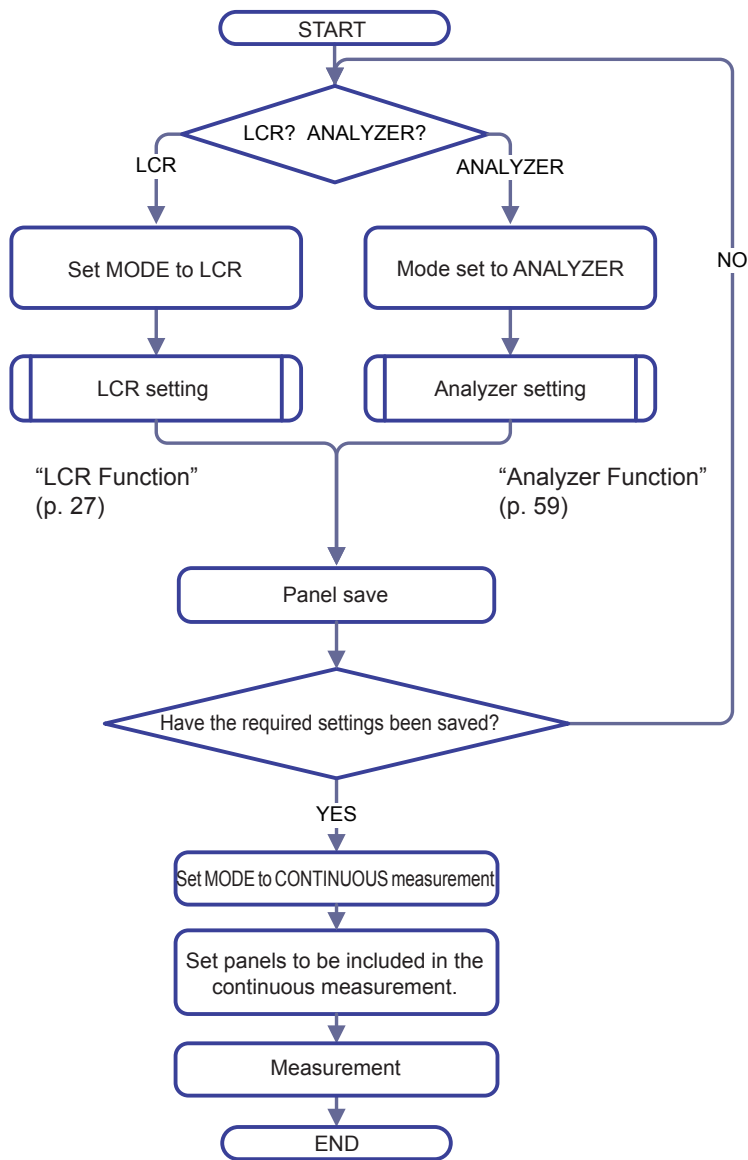 START
LCR? ANALYZER?
LCR
ANALYZER
Set MODE to LCR
Mode set to ANALYZER
NO
LCR setting
Analyzer setting
“LCR Function”
(p. 27)
“Analyzer Function”
(p. 59)
Panel save
Have the required settings been saved?
YES
Set MODE to CONTINUOUS measurement
Set panels to be included in the
continuous measurement.
Measurement
END